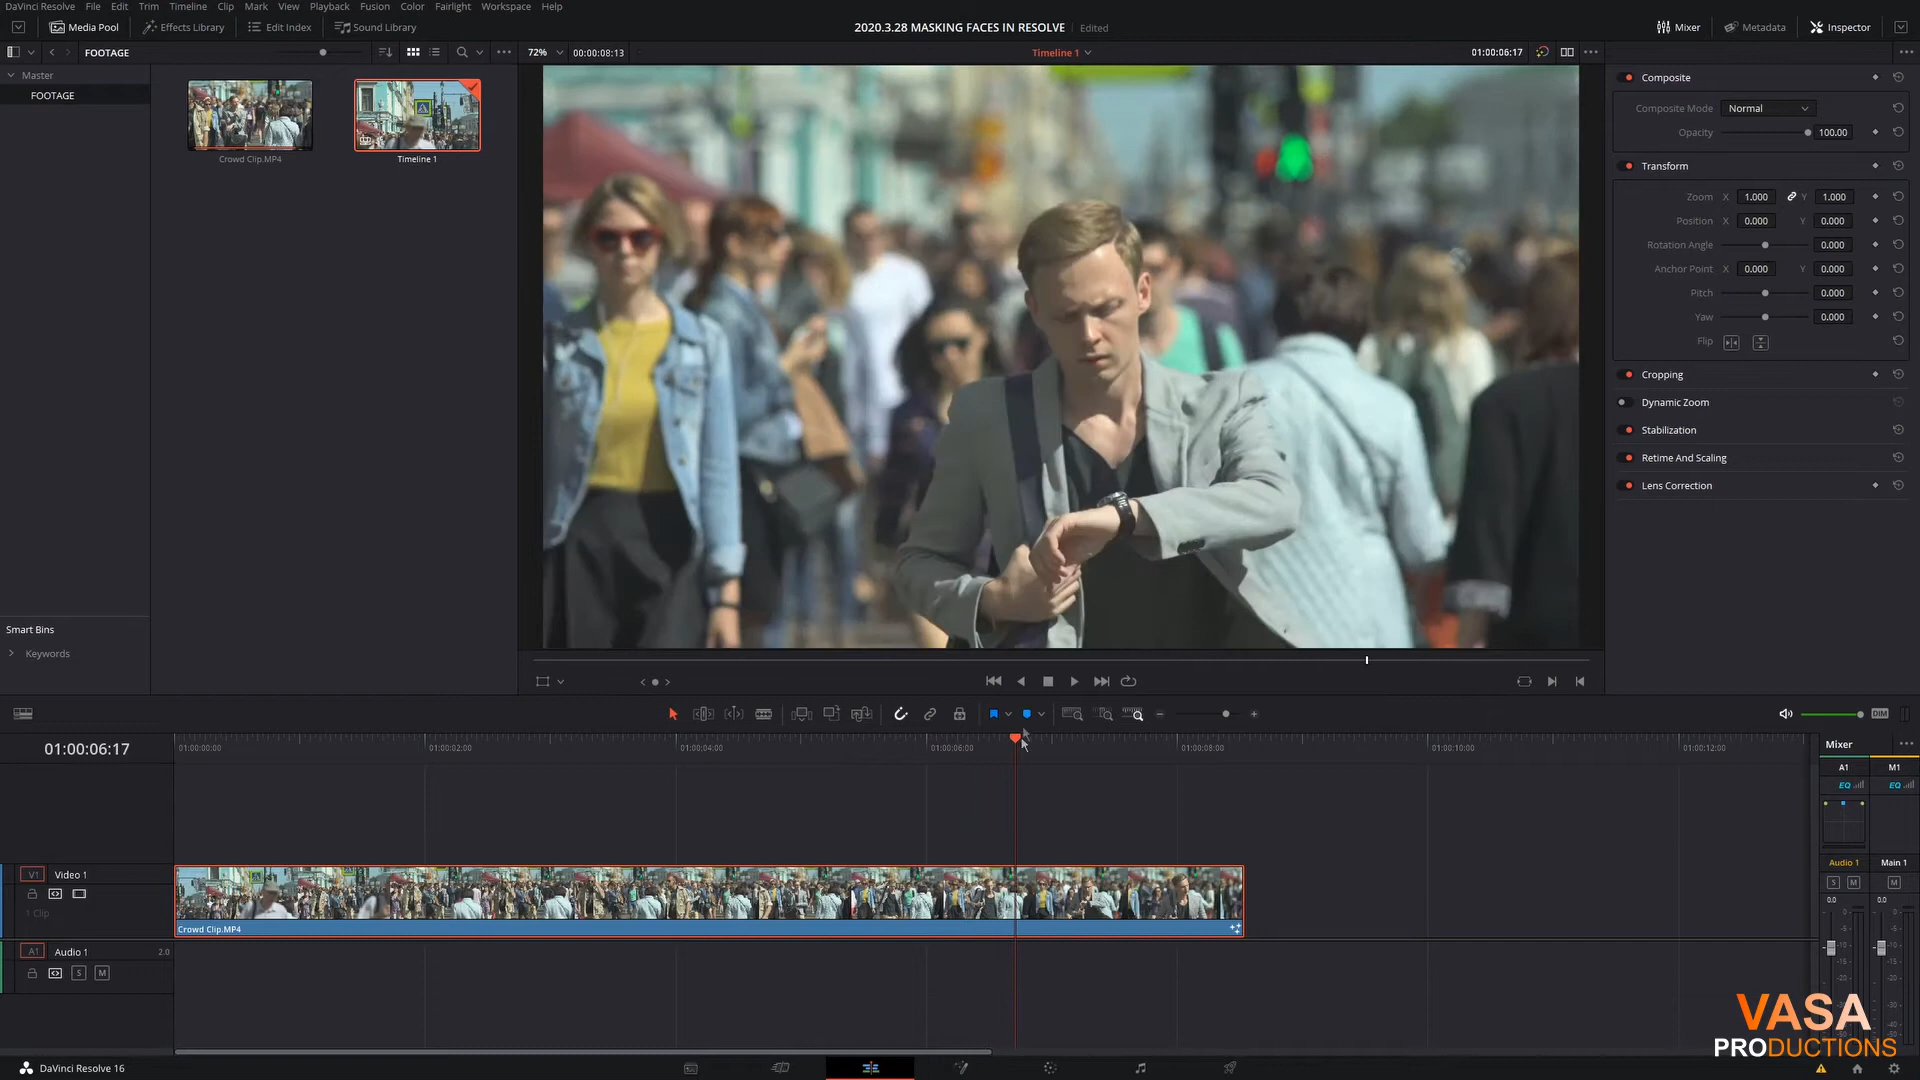 DaVinci Resolve File Edit Trim Timeline Clip Mark View Playback Fusion Color Fairlight Workspace Help
Media Pool Effects Library Edit Index Sound Library 2020.3.28 MASKING FACES IN RESOLVE Edited Mixer Metadata Inspector
FOOTAGE 72% 00:00:08:13 Timeline 1 01:00:06:17
Master
FOOTAGE
Crowd Clip.MP4 Timeline 1
Composite
Composite Mode Normal
Opacity 100.00
Transform
Zoom X 1.000 Y 1.000
Position X 0.000 Y 0.000
Rotation Angle 0.000
Anchor Point X 0.000 Y 0.000
Pitch 0.000
Yaw 0.000
Flip
Cropping
Dynamic Zoom
Stabilization
Retime And Scaling
Lens Correction
Smart Bins
Keywords
DIM
01:00:06:17 01:00:00:00 01:00:02:00 01:00:04:00 01:00:06:00 01:00:08:00 01:00:10:00 01:00:12:00
Mixer
A1 M1
EQ EQ
V1 Video 1
1 Clip
Crowd Clip.MP4
A1 Audio 1 2.0
S M
Audio 1 Main 1
S M M
0.0 0.0
VASA
PRODUCTIONS
DaVinci Resolve 16